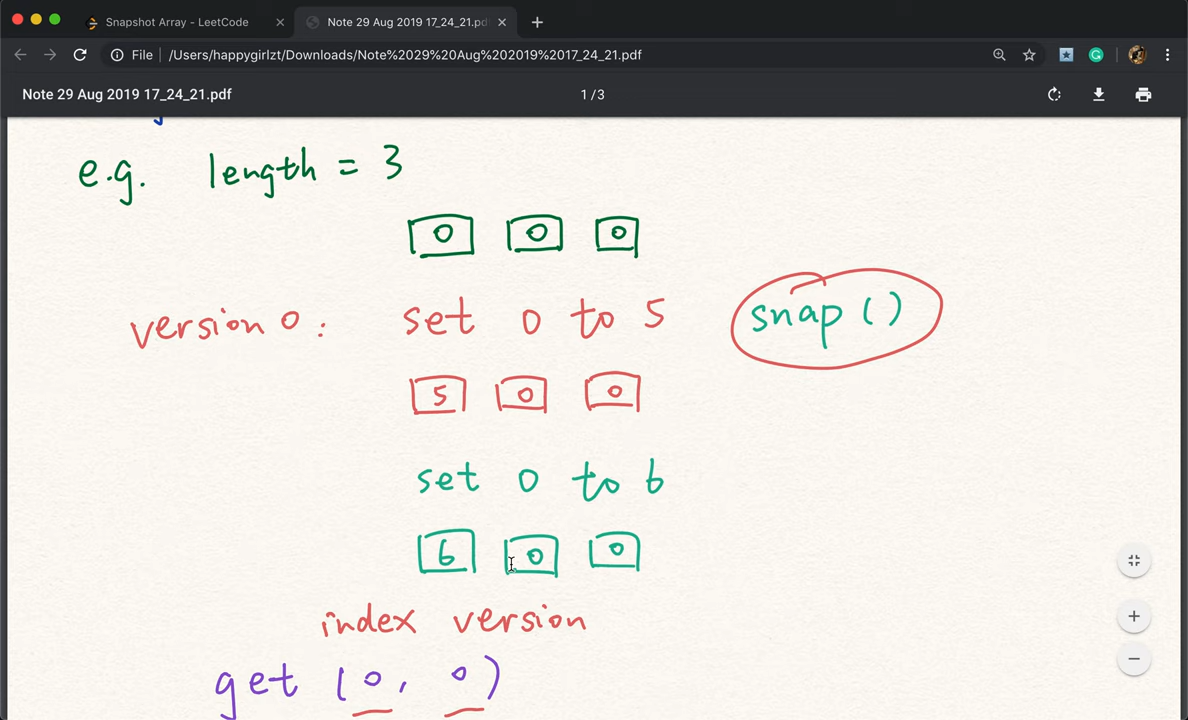 Snapshot Array - LeetCode
Note 29 Aug 2019 17_24_21.pd
File /Users/happygirlzt/Downloads/Note%2029%20Aug%202019%2017_24_21.pdf
Note 29 Aug 2019 17_24_21.pdf 1 / 3
e.g. length = 3
0 0 0
version 0: set 0 to 5 snap()
5 0 0
set 0 to 6
6 0 0
index version
get (0, 0)